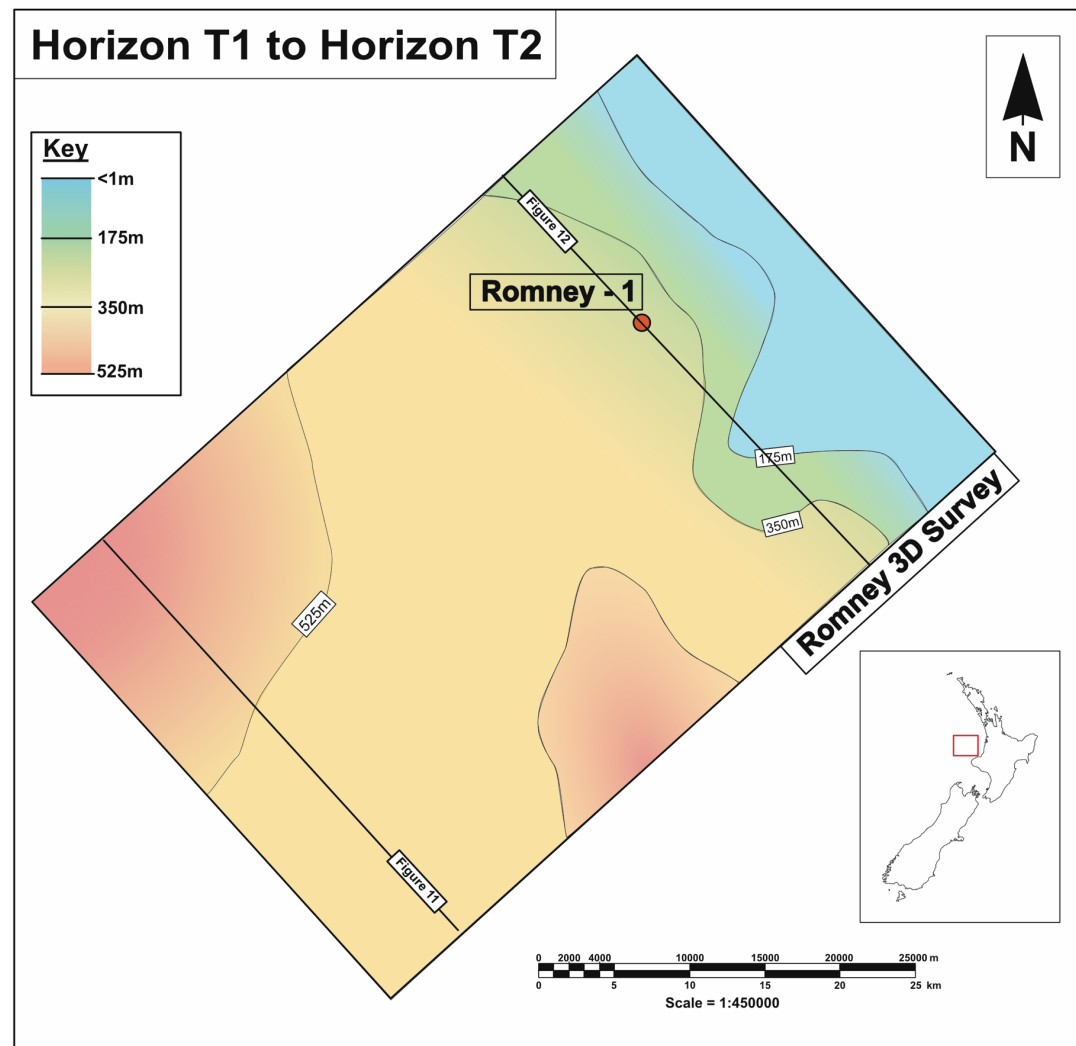 Horizon T1 to Horizon T2
N
Key
<1m
175m
350m
525m
Figure 12
Romney - 1
175m
350m
Romney 3D Survey
525m
Figure 11
0 2000 4000 10000 15000 20000 25000 m
0 5 10 15 20 25 km
Scale = 1:450000